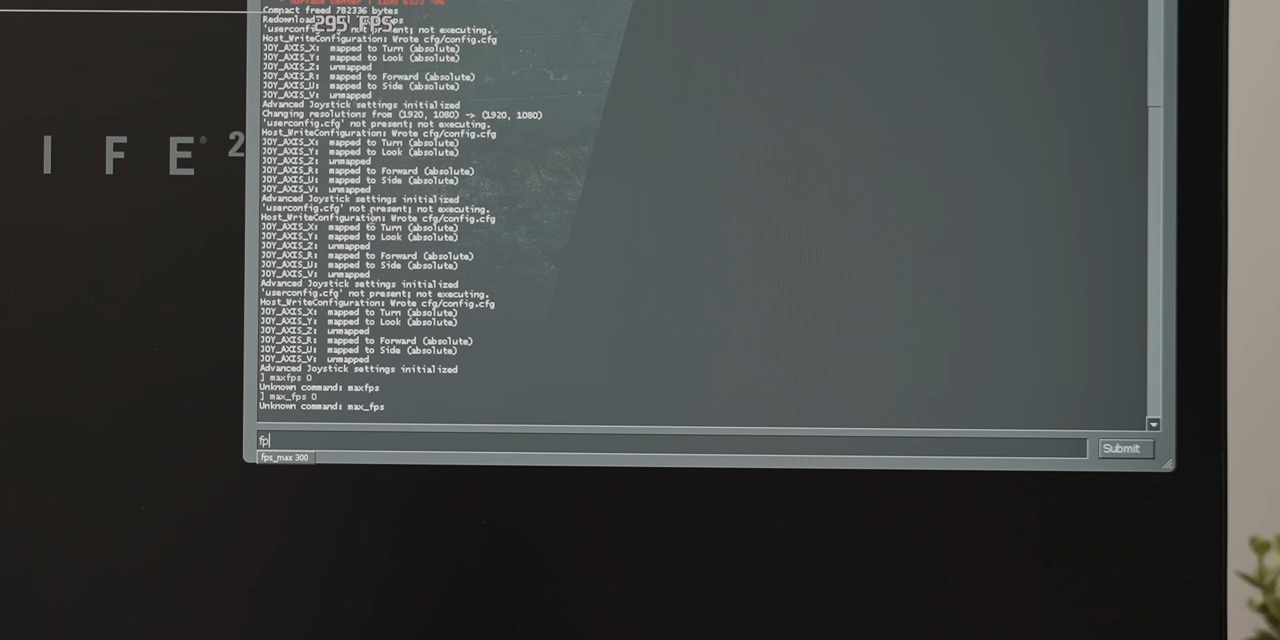 Compact freed 782336 bytes
295 FPS
'userconfig.cfg' not present; not executing.
Host_WriteConfiguration: Wrote cfg/config.cfg
JOY_AXIS_X: mapped to Turn (absolute)
JOY_AXIS_Y: mapped to Look (absolute)
JOY_AXIS_Z: unmapped
JOY_AXIS_R: mapped to Forward (absolute)
JOY_AXIS_U: mapped to Side (absolute)
JOY_AXIS_V: unmapped
Advanced Joystick settings initialized
Changing resolutions from (1920, 1080) -> (1920, 1080)
'userconfig.cfg' not present; not executing.
Host_WriteConfiguration: Wrote cfg/config.cfg
I F E ® 2
JOY_AXIS_X: mapped to Turn (absolute)
JOY_AXIS_Y: mapped to Look (absolute)
JOY_AXIS_Z: unmapped
JOY_AXIS_R: mapped to Forward (absolute)
JOY_AXIS_U: mapped to Side (absolute)
JOY_AXIS_V: unmapped
Advanced Joystick settings initialized
'userconfig.cfg' not present; not executing.
Host_WriteConfiguration: Wrote cfg/config.cfg
JOY_AXIS_X: mapped to Turn (absolute)
JOY_AXIS_Y: mapped to Look (absolute)
JOY_AXIS_Z: unmapped
JOY_AXIS_R: mapped to Forward (absolute)
JOY_AXIS_U: mapped to Side (absolute)
JOY_AXIS_V: unmapped
Advanced Joystick settings initialized
'userconfig.cfg' not present; not executing.
Host_WriteConfiguration: Wrote cfg/config.cfg
JOY_AXIS_X: mapped to Turn (absolute)
JOY_AXIS_Y: mapped to Look (absolute)
JOY_AXIS_Z: unmapped
JOY_AXIS_R: mapped to Forward (absolute)
JOY_AXIS_U: mapped to Side (absolute)
JOY_AXIS_V: unmapped
Advanced Joystick settings initialized
] maxfps 0
Unknown command: maxfps
] max_fps 0
Unknown command: max_fps
fp
Submit
fps_max 300